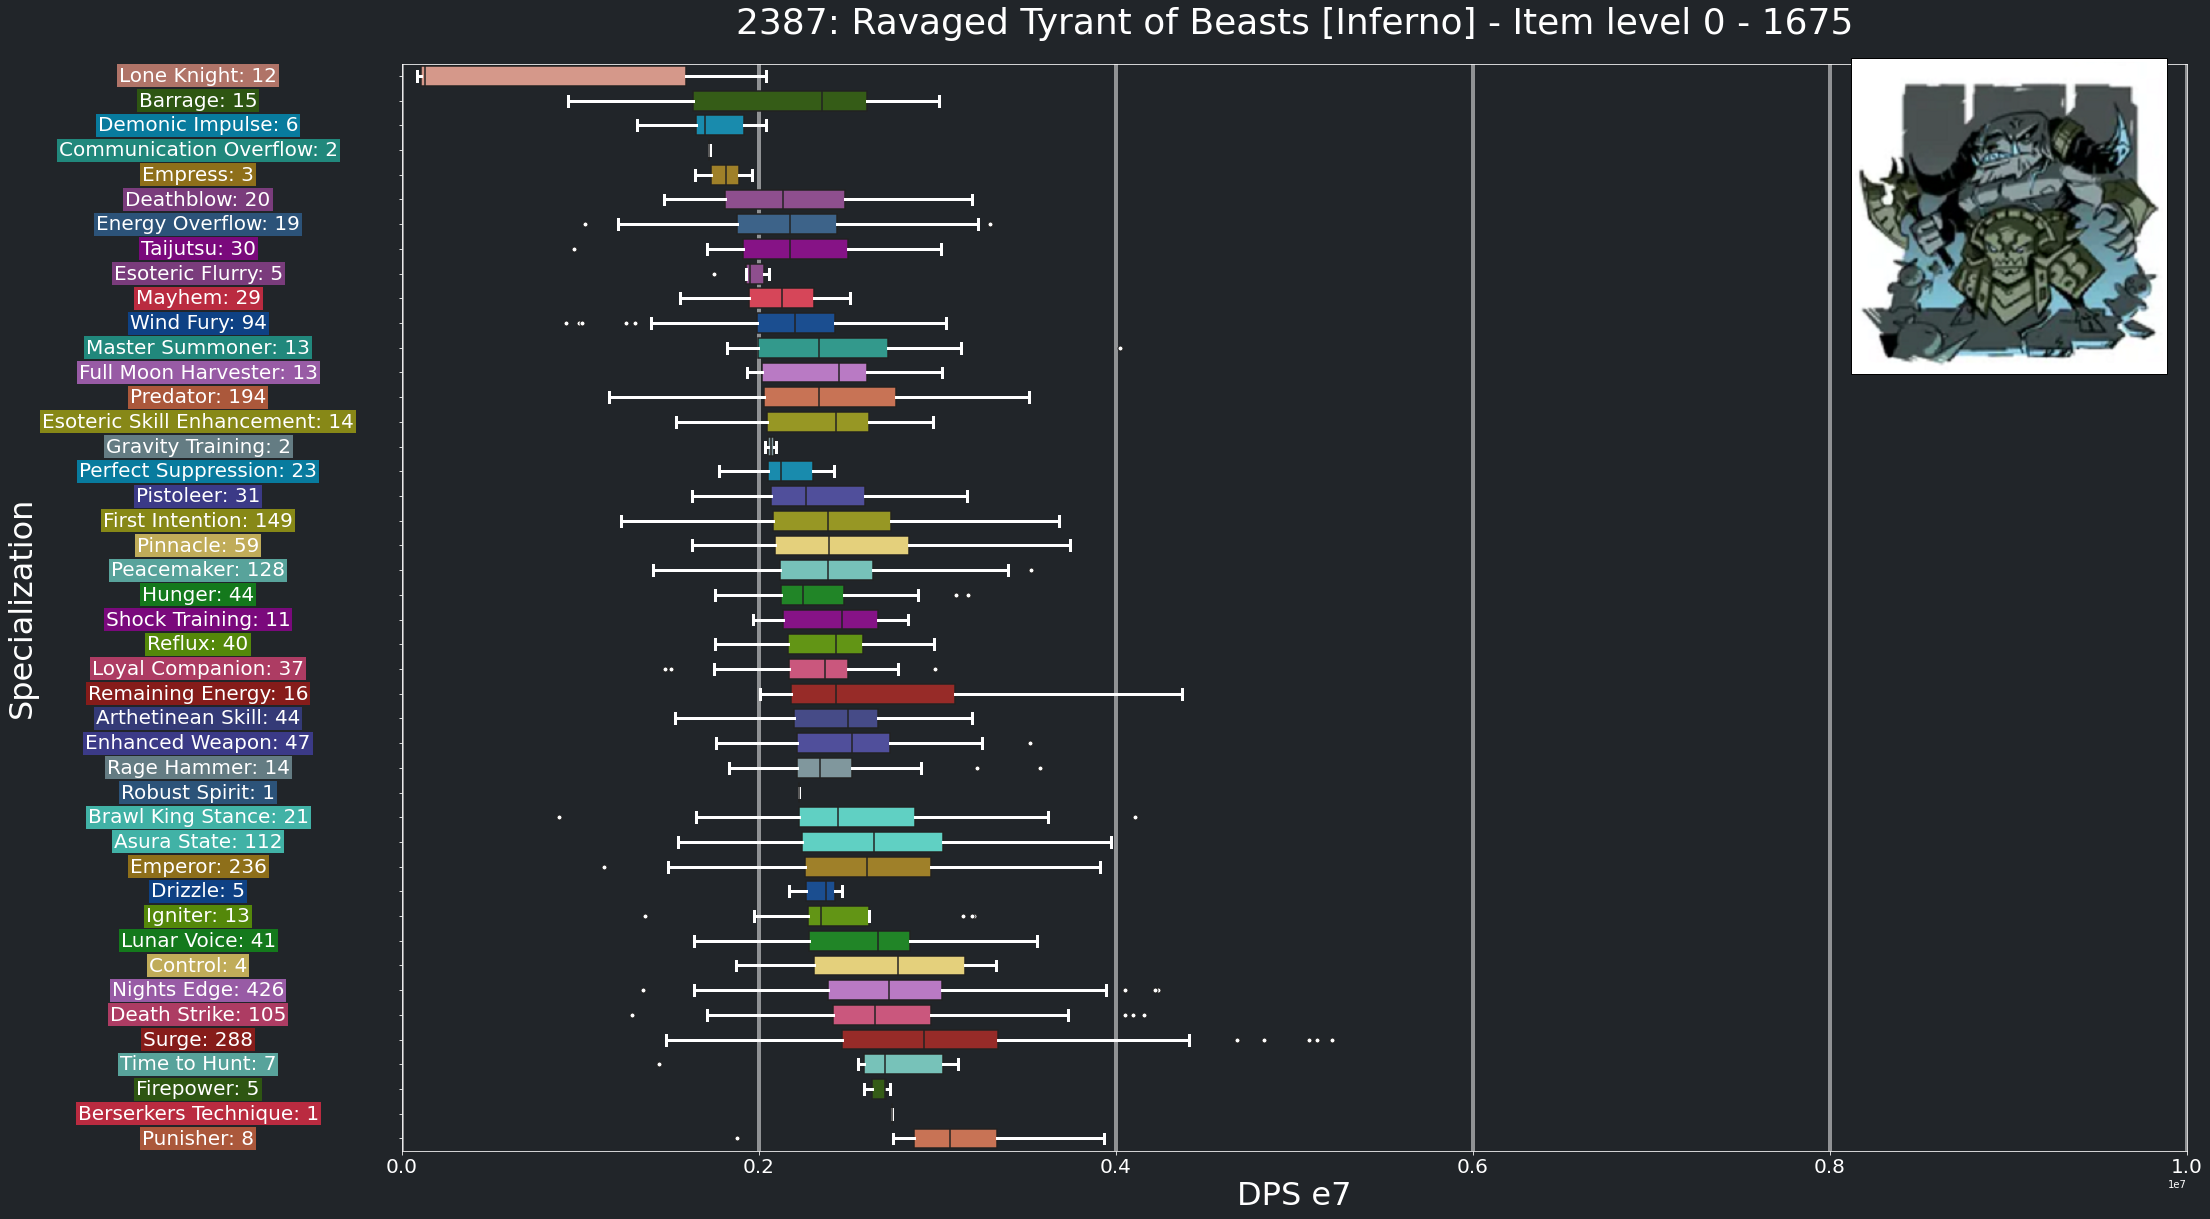 2387: Ravaged Tyrant of Beasts [Inferno] - Item level 0 - 1675
Specialization
Lone Knight: 12
Barrage: 15
Demonic Impulse: 6
Communication Overflow: 2
Empress: 3
Deathblow: 20
Energy Overflow: 19
Taijutsu: 30
Esoteric Flurry: 5
Mayhem: 29
Wind Fury: 94
Master Summoner: 13
Full Moon Harvester: 13
Predator: 194
Esoteric Skill Enhancement: 14
Gravity Training: 2
Perfect Suppression: 23
Pistoleer: 31
First Intention: 149
Pinnacle: 59
Peacemaker: 128
Hunger: 44
Shock Training: 11
Reflux: 40
Loyal Companion: 37
Remaining Energy: 16
Arthetinean Skill: 44
Enhanced Weapon: 47
Rage Hammer: 14
Robust Spirit: 1
Brawl King Stance: 21
Asura State: 112
Emperor: 236
Drizzle: 5
Igniter: 13
Lunar Voice: 41
Control: 4
Nights Edge: 426
Death Strike: 105
Surge: 288
Time to Hunt: 7
Firepower: 5
Berserkers Technique: 1
Punisher: 8
0.0 0.2 0.4 0.6 0.8 1.0
1e7
DPS e7